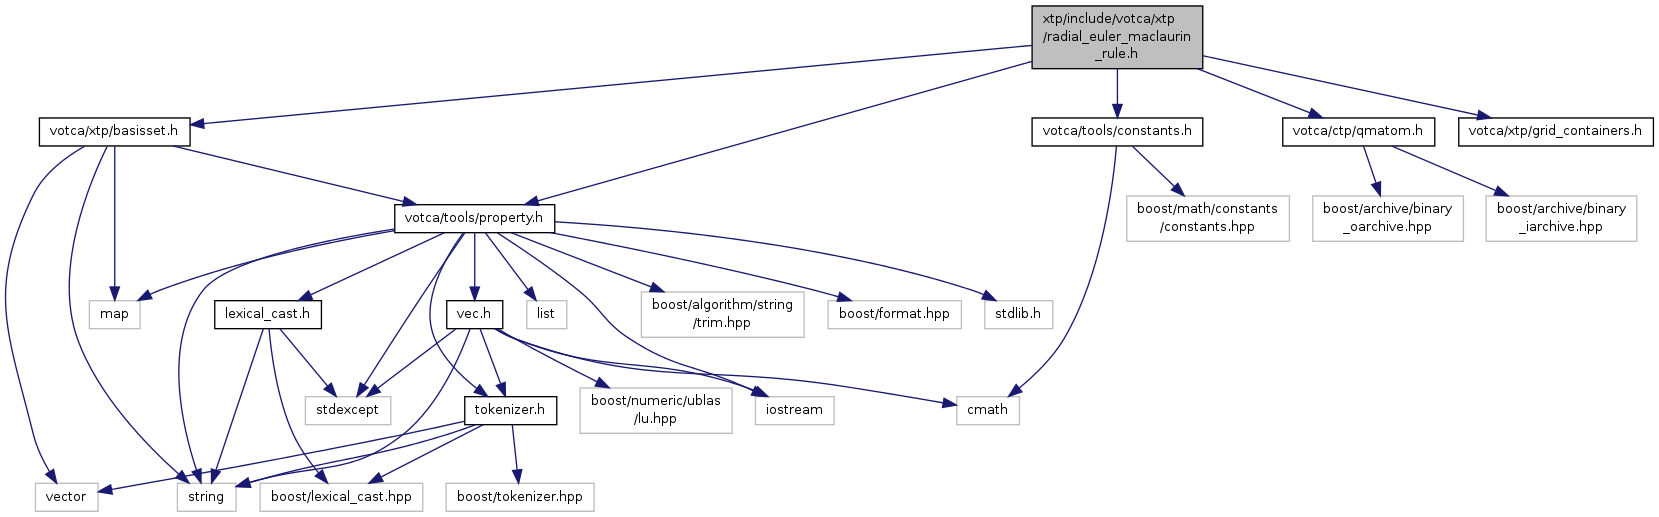 xtp/include/votca/xtp
/radial_euler_maclaurin
_rule.h
votca/xtp/basisset.h
votca/tools/constants.h
votca/ctp/qmatom.h
votca/xtp/grid_containers.h
votca/tools/property.h
boost/math/constants
/constants.hpp
boost/archive/binary
_oarchive.hpp
boost/archive/binary
_iarchive.hpp
map
lexical_cast.h
vec.h
list
boost/algorithm/string
/trim.hpp
boost/format.hpp
stdlib.h
stdexcept
tokenizer.h
boost/numeric/ublas
/lu.hpp
iostream
cmath
vector
string
boost/lexical_cast.hpp
boost/tokenizer.hpp